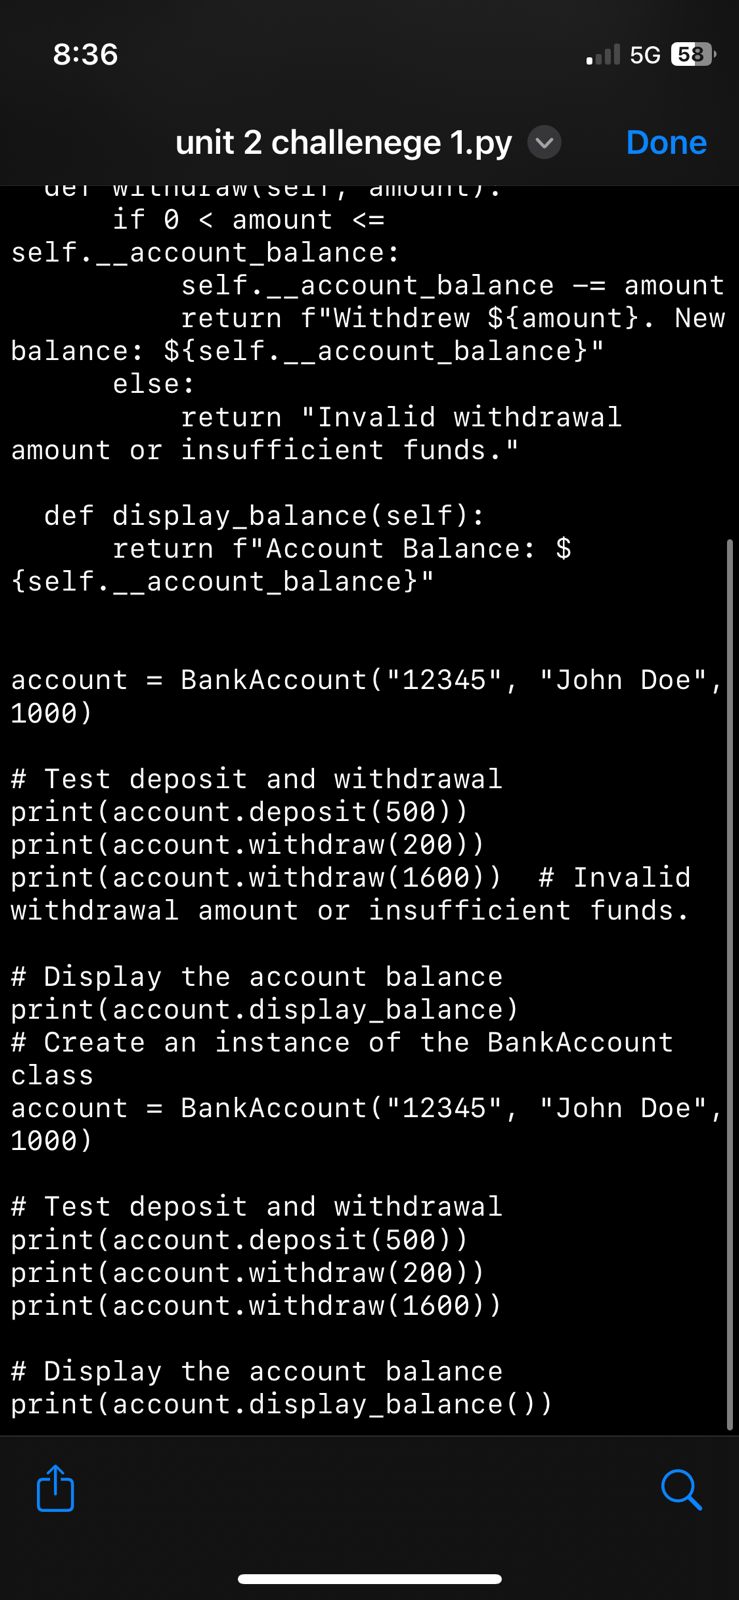 8:36
5G 58
unit 2 challenege 1.py
Done
def withdraw(self, amount):
if 0 < amount <=
self.__account_balance:
self.__account_balance -= amount
return f"Withdrew ${amount}. New
balance: ${self.__account_balance}"
else:
return "Invalid withdrawal
amount or insufficient funds."
def display_balance(self):
return f"Account Balance: $
{self.__account_balance}"
account = BankAccount("12345", "John Doe",
1000)
# Test deposit and withdrawal
print(account.deposit(500))
print(account.withdraw(200))
print(account.withdraw(1600))  # Invalid
withdrawal amount or insufficient funds.
# Display the account balance
print(account.display_balance)
# Create an instance of the BankAccount
class
account = BankAccount("12345", "John Doe",
1000)
# Test deposit and withdrawal
print(account.deposit(500))
print(account.withdraw(200))
print(account.withdraw(1600))
# Display the account balance
print(account.display_balance())